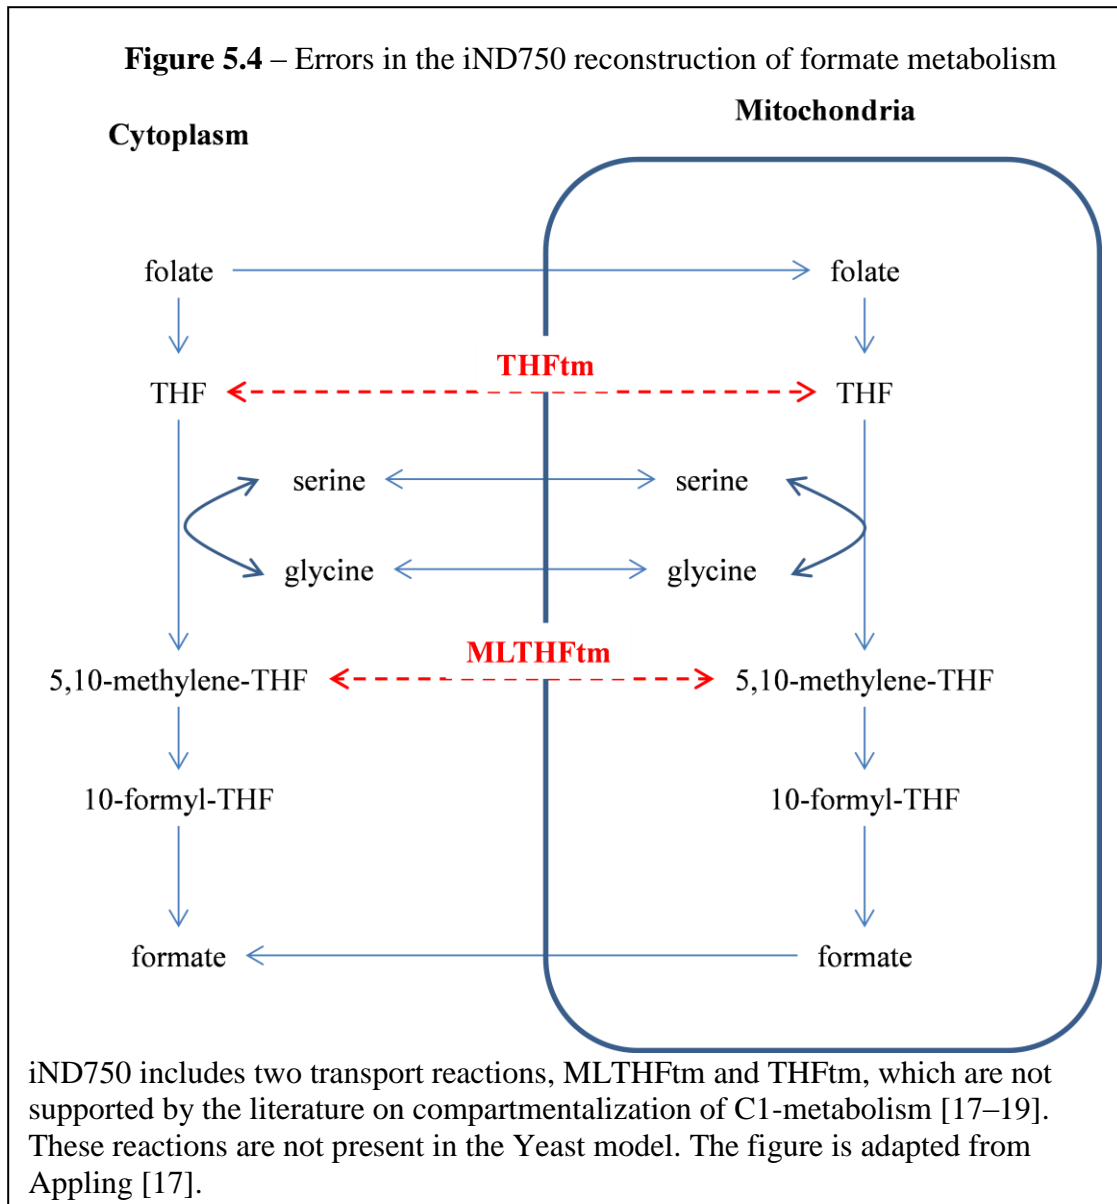 Figure 5.4 – Errors in the iND750 reconstruction of formate metabolism
Cytoplasm
Mitochondria
folate
folate
THFtm
THF
THF
serine
serine
glycine
glycine
MLTHFtm
5,10-methylene-THF
5,10-methylene-THF
10-formyl-THF
10-formyl-THF
formate
formate
iND750 includes two transport reactions, MLTHFtm and THFtm, which are not
supported by the literature on compartmentalization of C1-metabolism [17–19].
These reactions are not present in the Yeast model. The figure is adapted from
Appling [17].